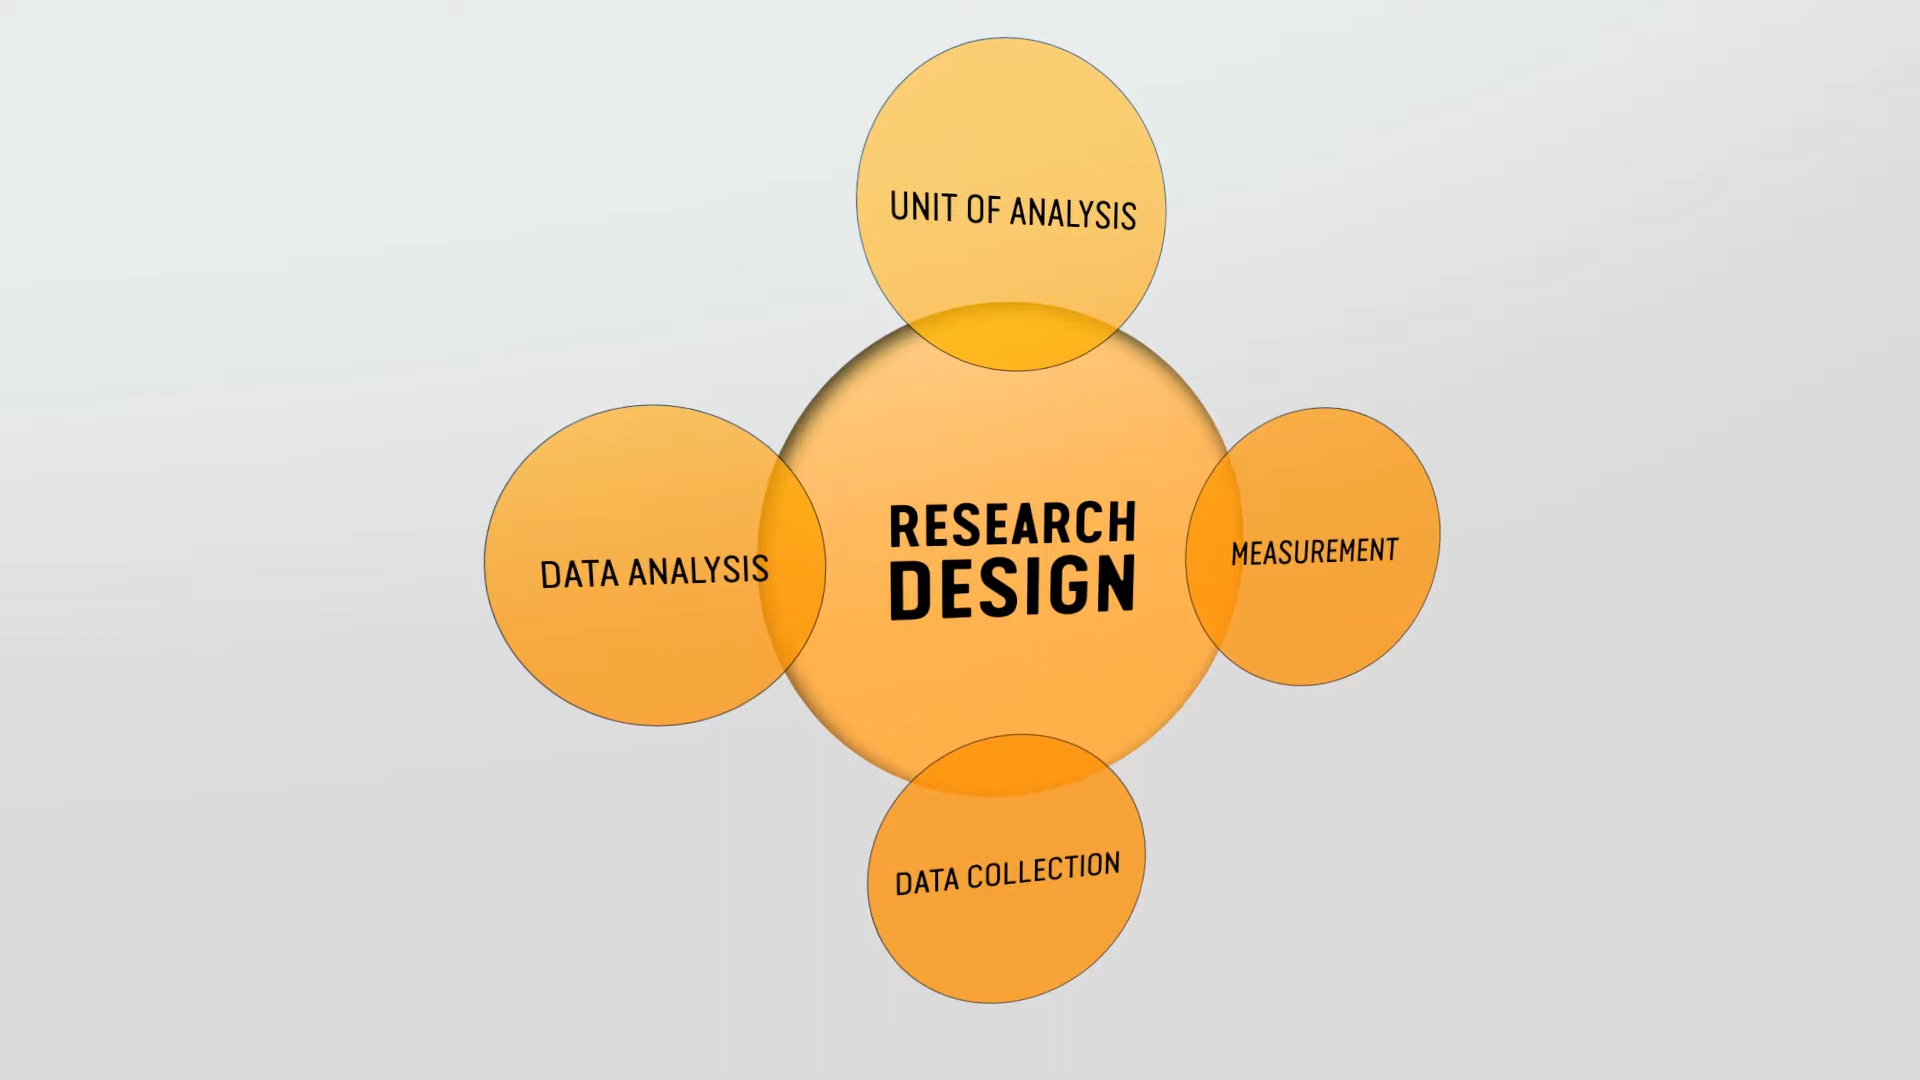 UNIT OF ANALYSIS
RESEARCH
DESIGN
DATA ANALYSIS
MEASUREMENT
DATA COLLECTION